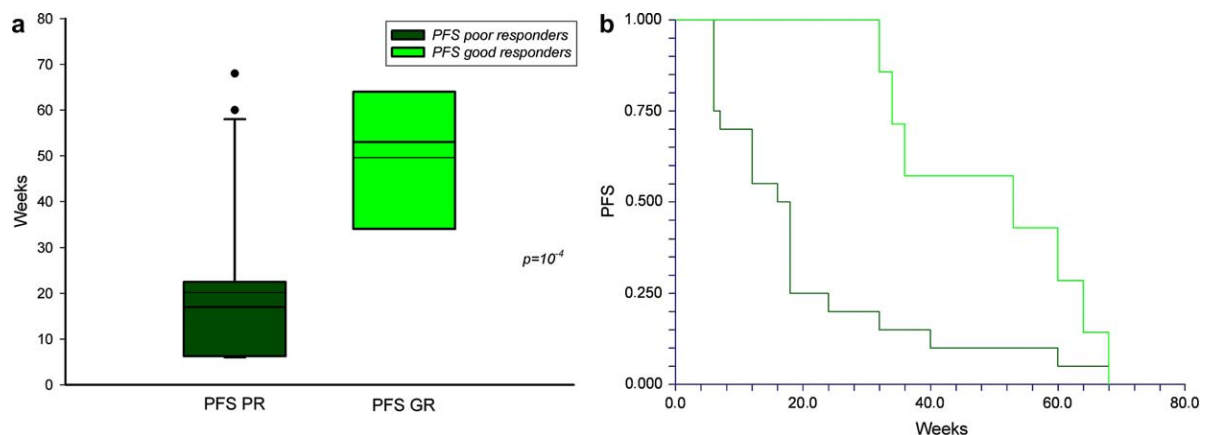 a
80
70
60
50
40
30
20
10
0
Weeks
PFS poor responders
PFS good responders
p=10-4
PFS PR
PFS GR
b
1.000
0.750
0.500
0.250
0.000
PFS
0.0
20.0
40.0
60.0
80.0
Weeks